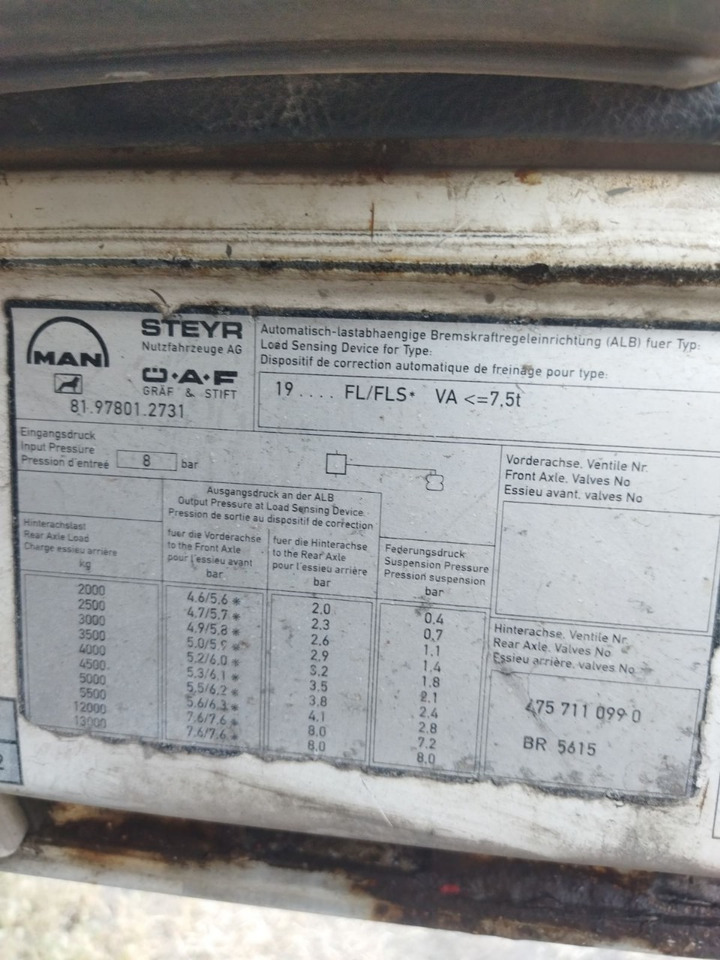 MAN
STEYR
Nutzfahrzeuge AG
Ö·A·F
GRÄF & STIFT
81.97801.2731
Automatisch-lastabhaengige Bremskraftregeleinrichtung (ALB) fuer Typ:
Load Sensing Device for Type:
Dispositif de correction automatique de freinage pour type:
19 .... FL/FLS* VA <=7,5t
Eingangsdruck
Input Pressure
Pression d'entreé 8 bar
Ausgangsdruck an der ALB
Output Pressure at Load Sensing Device
Pression de sortie au dispositif de correction
Hinterachslast
Rear Axle Load
Charge essieu arrière
kg
fuer die Vorderachse
to the Front Axle
pour l'essieu avant
bar
fuer die Hinterachse
to the Rear Axle
pour l'essieu arrière
bar
Federungsdruck
Suspension Pressure
Pression suspension
bar
2000 4.6/5.6 * 2.0 0,4
2500 4.7/5.7 * 2.3 0,7
3000 4.9/5.8 * 2.6 1.1
3500 5.0/5.9 * 2.9 1.4
4000 5.2/6.0 * 3.2 1.8
4500 5.3/6.1 * 3.5 2.1
5000 5.5/6.2 * 3.8 2.4
5500 5.6/6.3 * 4.1 2.8
12000 7.6/7.6 * 8.0 7.2
13000 7.6/7.6 * 8.0 8.0
Vorderachse. Ventile Nr.
Front Axle. Valves No
Essieu avant. valves No
Hinterachse. Ventile Nr
Rear Axle. Valves No
Essieu arrière. valves No
475 711 099 0
BR 5615
2